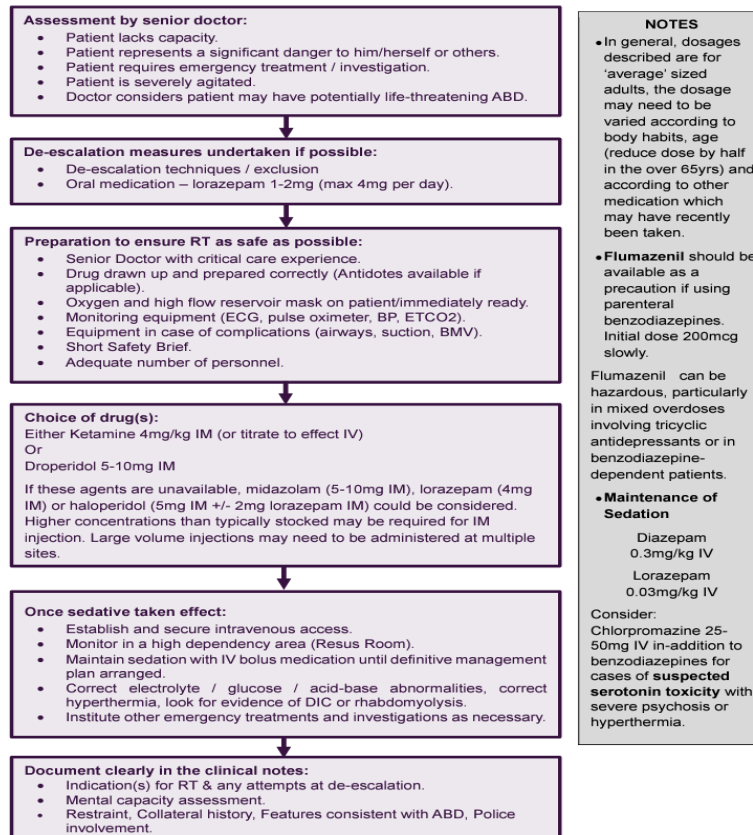 Assessment by senior doctor:
• Patient lacks capacity.
• Patient represents a significant danger to him/herself or others.
• Patient requires emergency treatment / investigation.
• Patient is severely agitated.
• Doctor considers patient may have potentially life-threatening ABD.
De-escalation measures undertaken if possible:
• De-escalation techniques / exclusion
• Oral medication – lorazepam 1-2mg (max 4mg per day).
Preparation to ensure RT as safe as possible:
• Senior Doctor with critical care experience.
• Drug drawn up and prepared correctly (Antidotes available if
applicable).
• Oxygen and high flow reservoir mask on patient/immediately ready.
• Monitoring equipment (ECG, pulse oximeter, BP, ETCO2).
• Equipment in case of complications (airways, suction, BMV).
• Short Safety Brief.
• Adequate number of personnel.
Choice of drug(s):
Either Ketamine 4mg/kg IM (or titrate to effect IV)
Or
Droperidol 5-10mg IM
If these agents are unavailable, midazolam (5-10mg IM), lorazepam (4mg
IM) or haloperidol (5mg IM +/- 2mg lorazepam IM) could be considered.
Higher concentrations than typically stocked may be required for IM
injection. Large volume injections may need to be administered at multiple
sites.
Once sedative taken effect:
• Establish and secure intravenous access.
• Monitor in a high dependency area (Resus Room).
• Maintain sedation with IV bolus medication until definitive management
plan arranged.
• Correct electrolyte / glucose / acid-base abnormalities, correct
hyperthermia, look for evidence of DIC or rhabdomyolysis.
• Institute other emergency treatments and investigations as necessary.
Document clearly in the clinical notes:
• Indication(s) for RT & any attempts at de-escalation.
• Mental capacity assessment.
• Restraint, Collateral history, Features consistent with ABD, Police
involvement.
NOTES
• In general, dosages
described are for
‘average’ sized
adults, the dosage
may need to be
varied according to
body habits, age
(reduce dose by half
in the over 65yrs) and
according to other
medication which
may have recently
been taken.
• Flumazenil should be
available as a
precaution if using
parenteral
benzodiazepines.
Initial dose 200mcg
slowly.
Flumazenil can be
hazardous, particularly
in mixed overdoses
involving tricyclic
antidepressants or in
benzodiazepine-
dependent patients.
• Maintenance of
Sedation
Diazepam
0.3mg/kg IV
Lorazepam
0.03mg/kg IV
Consider:
Chlorpromazine 25-
50mg IV in-addition to
benzodiazepines for
cases of suspected
serotonin toxicity with
severe psychosis or
hyperthermia.